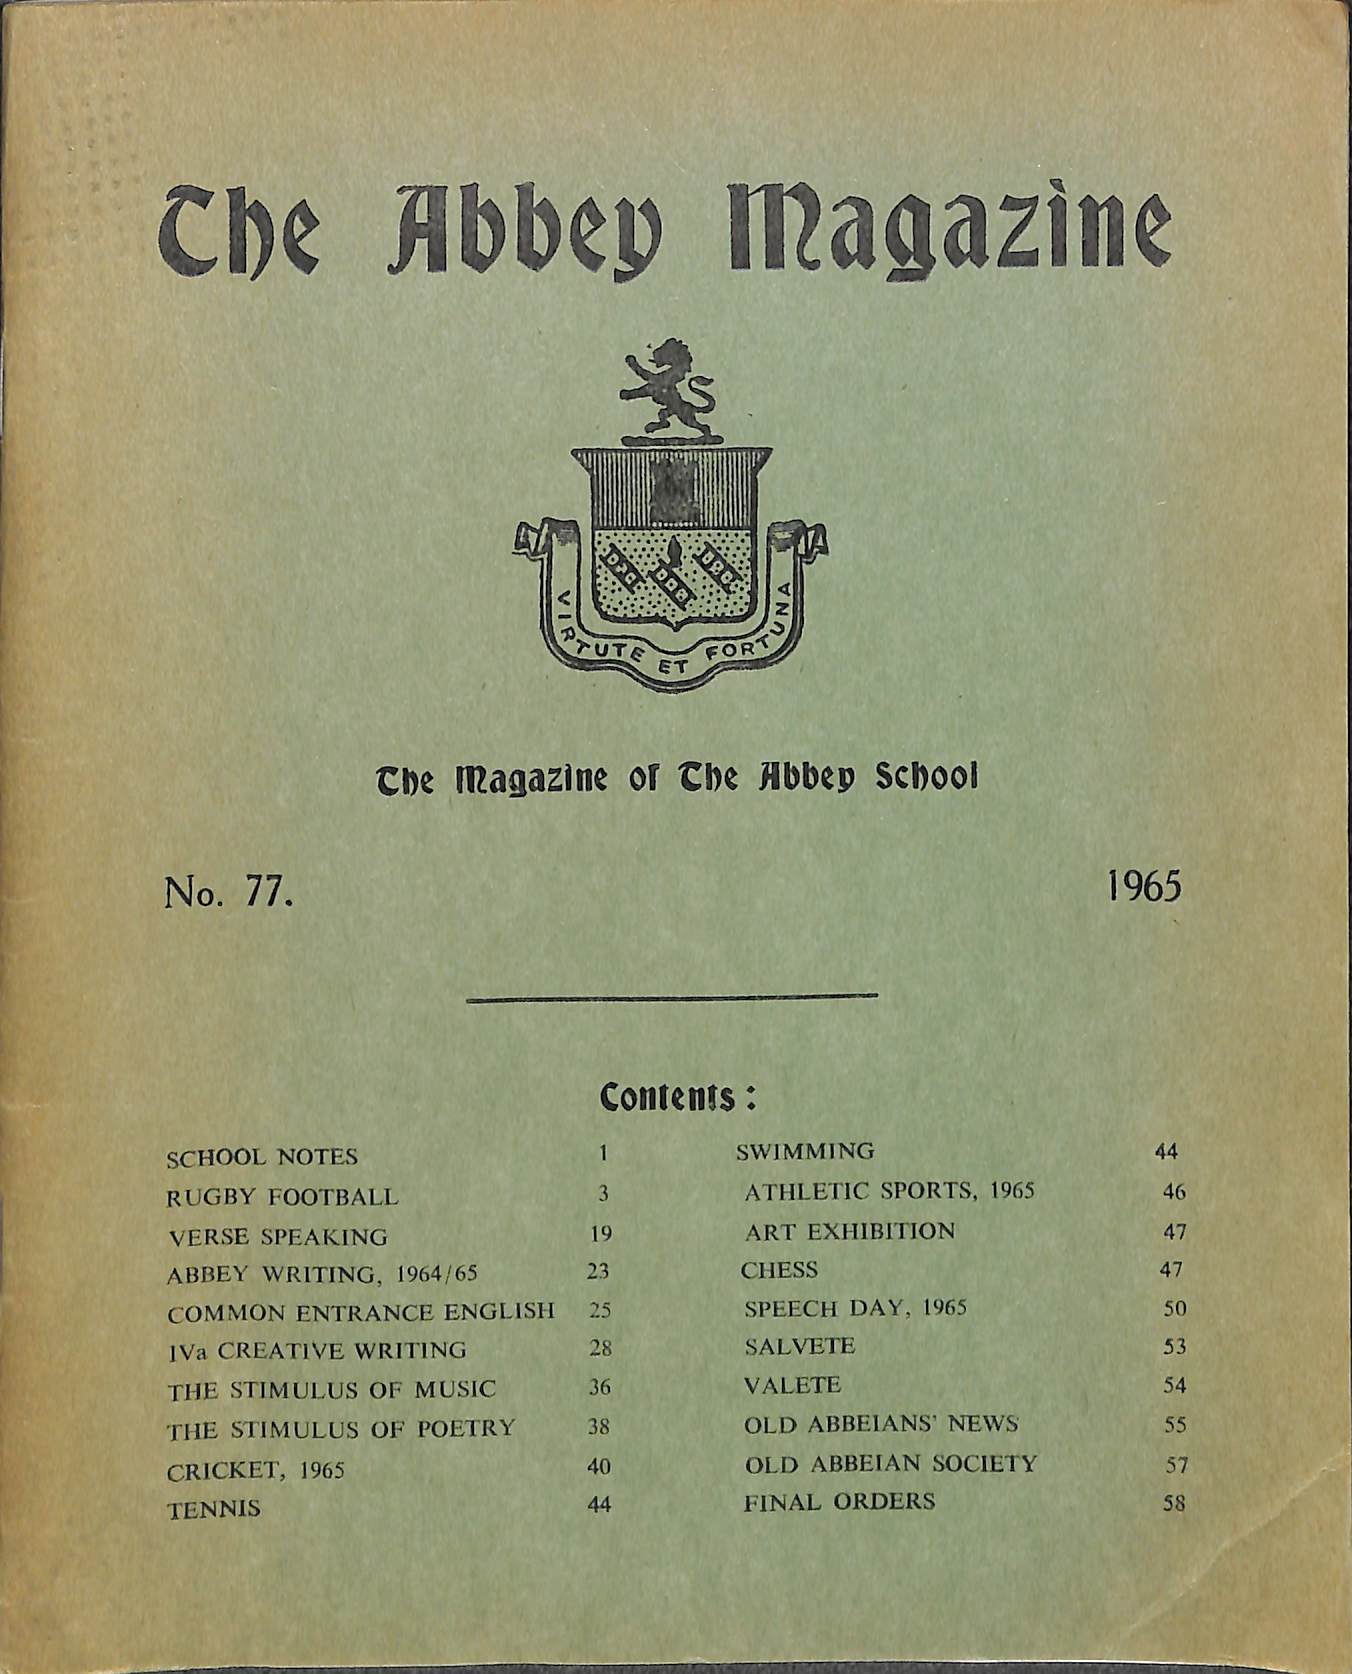 The Abbey Magazine
VIRTUTE ET FORTUNA
The Magazine of The Abbey School
No. 77. 1965
Contents :
SCHOOL NOTES 1
RUGBY FOOTBALL 3
VERSE SPEAKING 19
ABBEY WRITING, 1964/65 23
COMMON ENTRANCE ENGLISH 25
IVa CREATIVE WRITING 28
THE STIMULUS OF MUSIC 36
THE STIMULUS OF POETRY 38
CRICKET, 1965 40
TENNIS 44
SWIMMING 44
ATHLETIC SPORTS, 1965 46
ART EXHIBITION 47
CHESS 47
SPEECH DAY, 1965 50
SALVETE 53
VALETE 54
OLD ABBEIANS' NEWS 55
OLD ABBEIAN SOCIETY 57
FINAL ORDERS 58